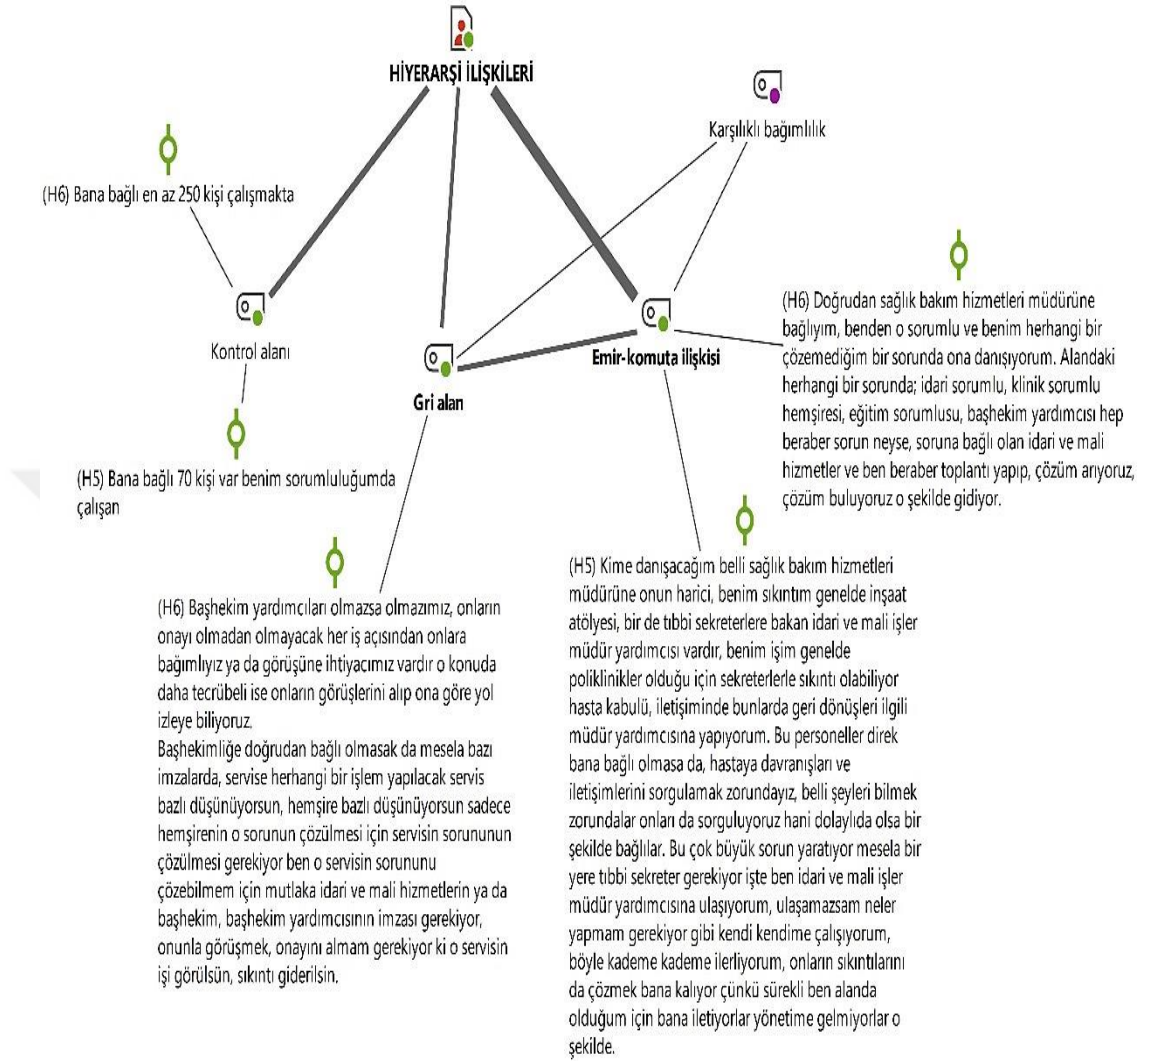 HİYERARŞİ İLİŞKİLERİ
Karşılıklı bağımlılık
(H6) Bana bağlı en az 250 kişi çalışmakta
Kontrol alanı
Gri alan
Emir-komuta ilişkisi
(H6) Doğrudan sağlık bakım hizmetleri müdürüne
bağlıyım, benden o sorumlu ve benim herhangi bir
çözemediğim bir sorunda ona danışıyorum. Alandaki
herhangi bir sorunda; idari sorumlu, klinik sorumlu
hemşiresi, eğitim sorumlusu, başhekim yardımcısı hep
beraber sorun neyse, soruna bağlı olan idari ve mali
hizmetler ve ben beraber toplantı yapıp, çözüm arıyoruz,
çözüm buluyoruz o şekilde gidiyor.
(H5) Bana bağlı 70 kişi var benim sorumluluğumda
çalışan
(H6) Başhekim yardımcıları olmazsa olmazımız, onların
onayı olmadan olmayacak her iş açısından onlara
bağımlıyız ya da görüşüne ihtiyacımız vardır o konuda
daha tecrübeli ise onların görüşlerini alıp ona göre yol
izleye biliyoruz.
Başhekimliğe doğrudan bağlı olmasak da mesela bazı
imzalarda, servise herhangi bir işlem yapılacak servis
bazlı düşünüyorsun, hemşire bazlı düşünüyorsun sadece
hemşirenin o sorunun çözülmesi için servisin sorununun
çözülmesi gerekiyor ben o servisin sorununu
çözebilmem için mutlaka idari ve mali hizmetlerin ya da
başhekim, başhekim yardımcısının imzası gerekiyor,
onunla görüşmek, onayını almam gerekiyor ki o servisin
işi görülsün, sıkıntı giderilsin.
(H5) Kime danışacağım belli sağlık bakım hizmetleri
müdürüne onun harici, benim sıkıntım genelde inşaat
atölyesi, bir de tıbbi sekreterlere bakan idari ve mali işler
müdür yardımcısı vardır, benim işim genelde
poliklinikler olduğu için sekreterlerle sıkıntı olabiliyor
hasta kabulü, iletişiminde bunlarda geri dönüşleri ilgili
müdür yardımcısına yapıyorum. Bu personeller direk
bana bağlı olmasa da, hastaya davranışları ve
iletişimlerini sorgulamak zorundayız, belli şeyleri bilmek
zorundalar onları da sorguluyoruz hani dolaylıda olsa bir
şekilde bağlılar. Bu çok büyük sorun yaratıyor mesela bir
yere tıbbi sekreter gerekiyor işte ben idari ve mali işler
müdür yardımcısına ulaşıyorum, ulaşamazsam neler
yapmam gerekiyor gibi kendi kendime çalışıyorum,
böyle kademe kademe ilerliyorum, onların sıkıntılarını
da çözmek bana kalıyor çünkü sürekli ben alanda
olduğum için bana iletiyorlar yönetime gelmiyorlar o
şekilde.